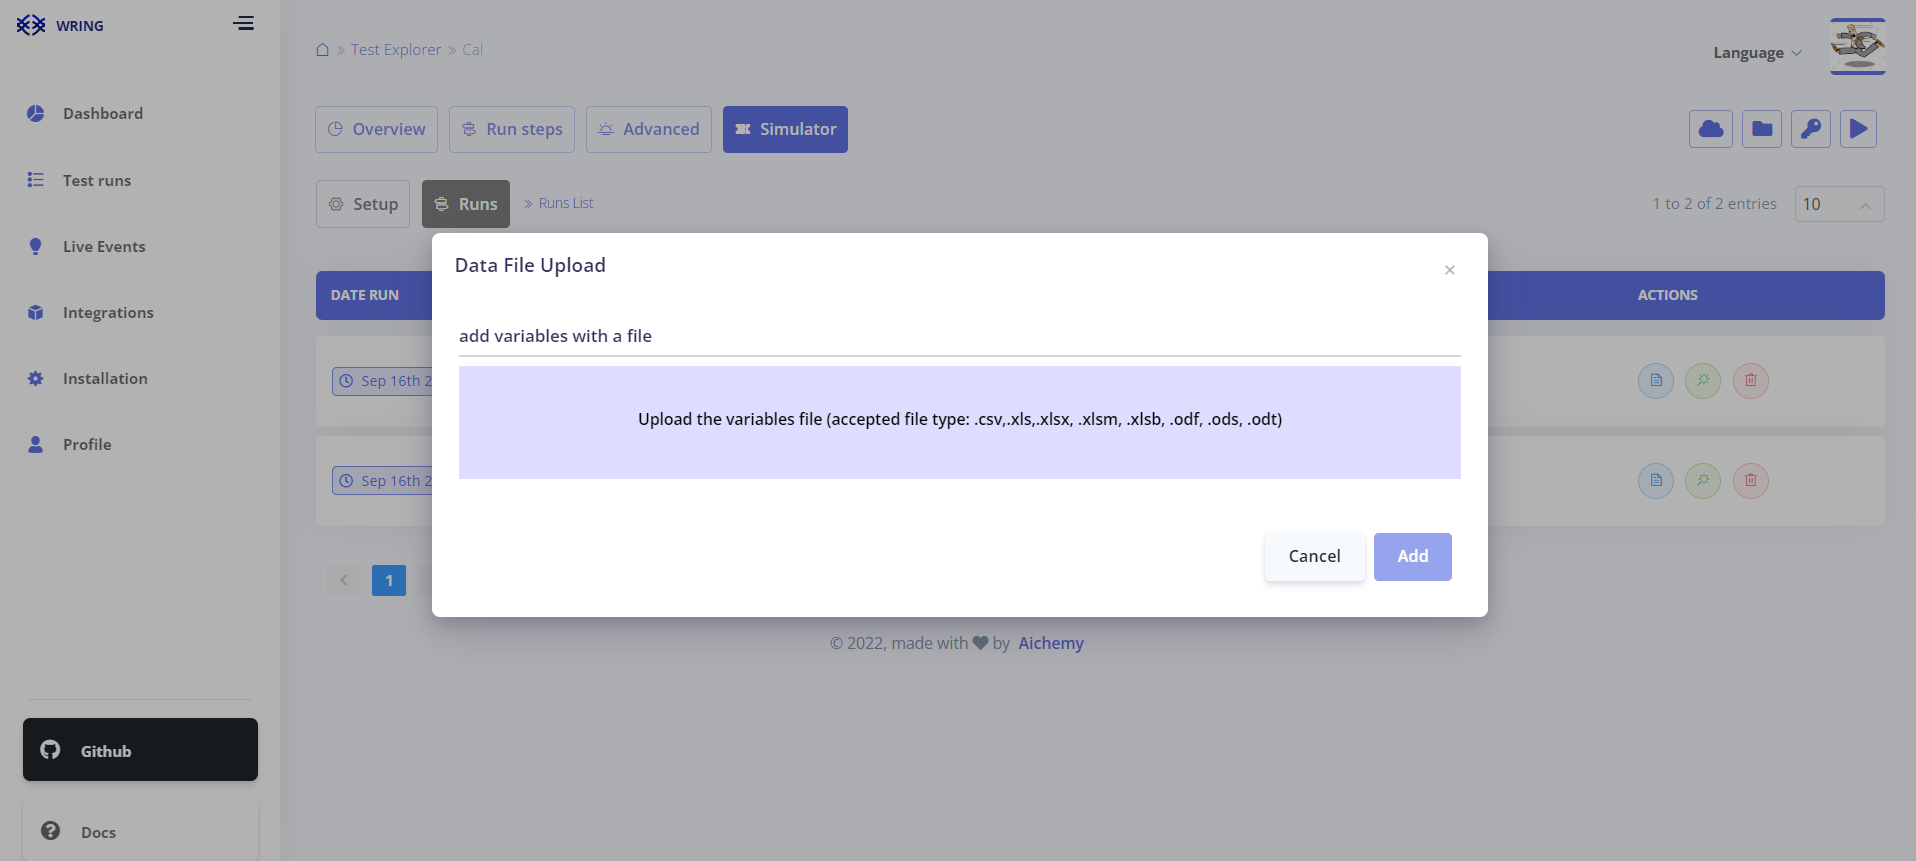 WRING
Dashboard
Test runs
Live Events
Integrations
Installation
Profile
Github
Docs
Test Explorer
Cal
Language
Overview
Run steps
Advanced
Simulator
Setup
Runs
Runs List
1 to 2 of 2 entries
10
DATE RUN
ACTIONS
Sep 16th 2
Sep 16th 2
Data File Upload
×
add variables with a file
Upload the variables file (accepted file type: .csv,.xls,.xlsx, .xlsm, .xlsb, .odf, .ods, .odt)
Cancel
Add
1
© 2022, made with by Aichemy